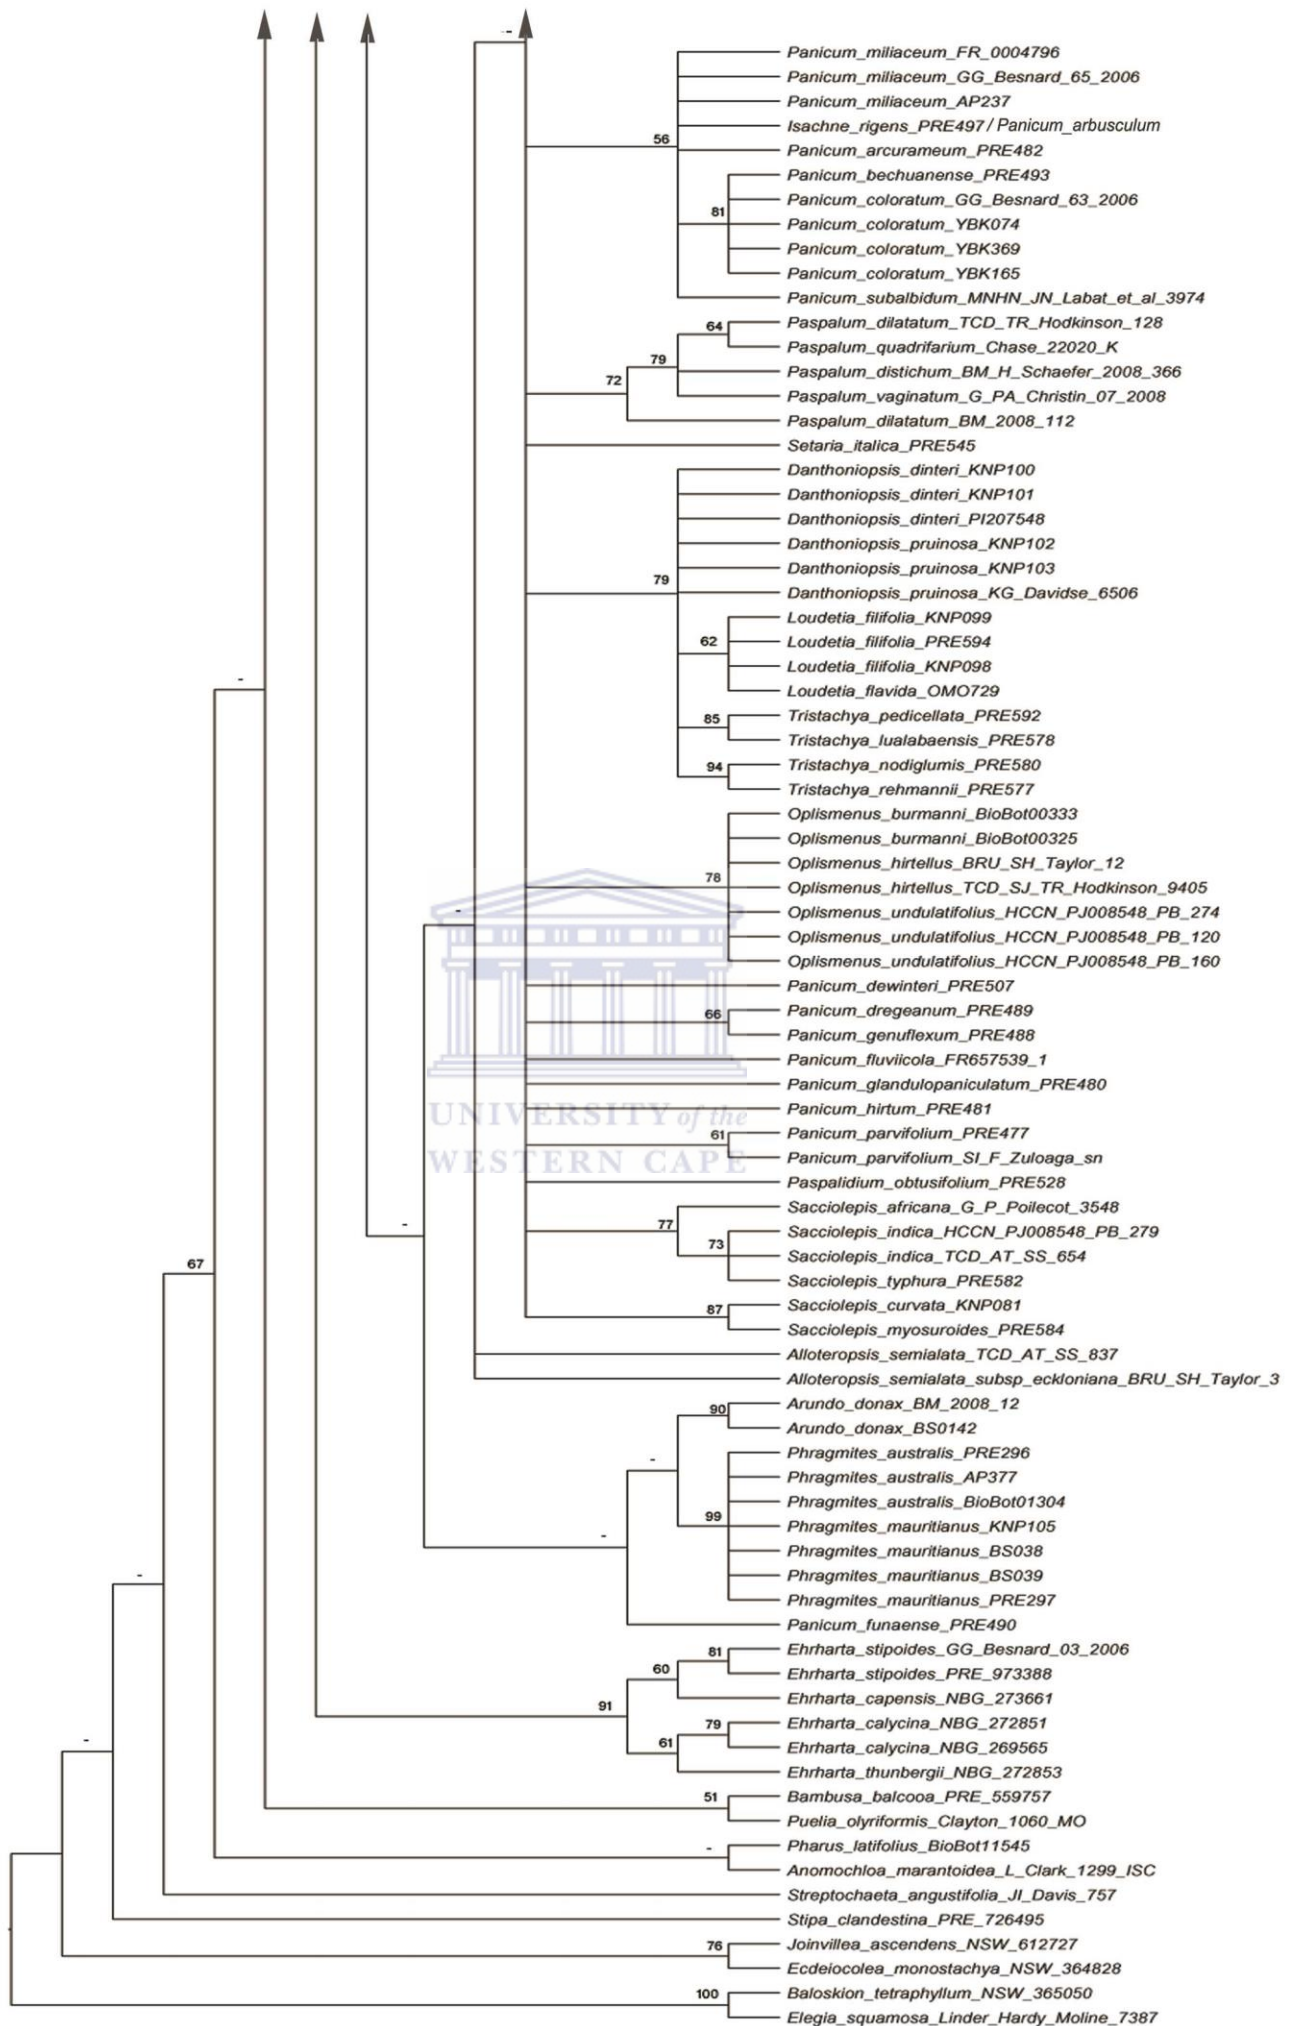 --
Panicum_miliaceum_FR_0004796
Panicum_miliaceum_GG_Besnard_65_2006
Panicum_miliaceum_AP237
Isachne_rigens_PRE497 / Panicum_arbusculum
56
Panicum_arcurameum_PRE482
Panicum_bechuanense_PRE493
Panicum_coloratum_GG_Besnard_63_2006
81
Panicum_coloratum_YBK074
Panicum_coloratum_YBK369
Panicum_coloratum_YBK165
Panicum_subalbidum_MNHN_JN_Labat_et_al_3974
Paspalum_dilatatum_TCD_TR_Hodkinson_128
64
Paspalum_quadrifarium_Chase_22020_K
79
Paspalum_distichum_BM_H_Schaefer_2008_366
72
Paspalum_vaginatum_G_PA_Christin_07_2008
Paspalum_dilatatum_BM_2008_112
Setaria_italica_PRE545
Danthoniopsis_dinteri_KNP100
Danthoniopsis_dinteri_KNP101
Danthoniopsis_dinteri_PI207548
Danthoniopsis_pruinosa_KNP102
Danthoniopsis_pruinosa_KNP103
79
Danthoniopsis_pruinosa_KG_Davidse_6506
Loudetia_filifolia_KNP099
62
Loudetia_filifolia_PRE594
Loudetia_filifolia_KNP098
-
Loudetia_flavida_OMO729
Tristachya_pedicellata_PRE592
85
Tristachya_lualabaensis_PRE578
Tristachya_nodiglumis_PRE580
94
Tristachya_rehmannii_PRE577
Oplismenus_burmanni_BioBot00333
Oplismenus_burmanni_BioBot00325
Oplismenus_hirtellus_BRU_SH_Taylor_12
78
Oplismenus_hirtellus_TCD_SJ_TR_Hodkinson_9405
-
Oplismenus_undulatifolius_HCCN_PJ008548_PB_274
Oplismenus_undulatifolius_HCCN_PJ008548_PB_120
Oplismenus_undulatifolius_HCCN_PJ008548_PB_160
Panicum_dewinteri_PRE507
Panicum_dregeanum_PRE489
66
Panicum_genuflexum_PRE488
Panicum_fluviicola_FR657539_1
Panicum_glandulopaniculatum_PRE480
Panicum_hirtum_PRE481
UNIVERSITY of the
Panicum_parvifolium_PRE477
61
Panicum_parvifolium_SI_F_Zuloaga_sn
WESTERN CAPE
Paspalidium_obtusifolium_PRE528
Sacciolepis_africana_G_P_Poilecot_3548
-
77
Sacciolepis_indica_HCCN_PJ008548_PB_279
73
Sacciolepis_indica_TCD_AT_SS_654
67
Sacciolepis_typhura_PRE582
Sacciolepis_curvata_KNP081
87
Sacciolepis_myosuroides_PRE584
Alloteropsis_semialata_TCD_AT_SS_837
Alloteropsis_semialata_subsp_eckloniana_BRU_SH_Taylor_3
Arundo_donax_BM_2008_12
90
Arundo_donax_BS0142
-
Phragmites_australis_PRE296
Phragmites_australis_AP377
Phragmites_australis_BioBot01304
99
Phragmites_mauritianus_KNP105
-
Phragmites_mauritianus_BS038
-
Phragmites_mauritianus_BS039
Phragmites_mauritianus_PRE297
Panicum_funaense_PRE490
Ehrharta_stipoides_GG_Besnard_03_2006
81
60
Ehrharta_stipoides_PRE_973388
Ehrharta_capensis_NBG_273661
91
Ehrharta_calycina_NBG_272851
79
61
Ehrharta_calycina_NBG_269565
-
Ehrharta_thunbergii_NBG_272853
Bambusa_balcooa_PRE_559757
51
Puelia_olyriformis_Clayton_1060_MO
Pharus_latifolius_BioBot11545
-
Anomochloa_marantoidea_L_Clark_1299_ISC
Streptochaeta_angustifolia_JI_Davis_757
Stipa_clandestina_PRE_726495
Joinvillea_ascendens_NSW_612727
76
Ecdeiocolea_monostachya_NSW_364828
Baloskion_tetraphyllum_NSW_365050
100
Elegia_squamosa_Linder_Hardy_Moline_7387